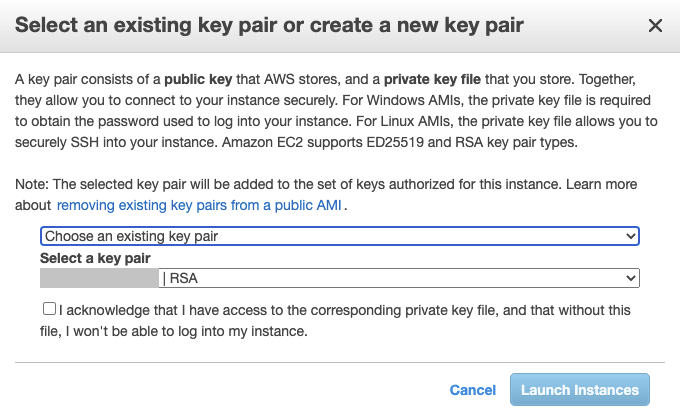 Select an existing key pair or create a new key pair
A key pair consists of a public key that AWS stores, and a private key file that you store. Together,
they allow you to connect to your instance securely. For Windows AMIs, the private key file is required
to obtain the password used to log into your instance. For Linux AMIs, the private key file allows you to
securely SSH into your instance. Amazon EC2 supports ED25519 and RSA key pair types.
Note: The selected key pair will be added to the set of keys authorized for this instance. Learn more
about removing existing key pairs from a public AMI .
Choose an existing key pair
Select a key pair
| RSA
I acknowledge that I have access to the corresponding private key file, and that without this
file, I won't be able to log into my instance.
Cancel Launch Instances